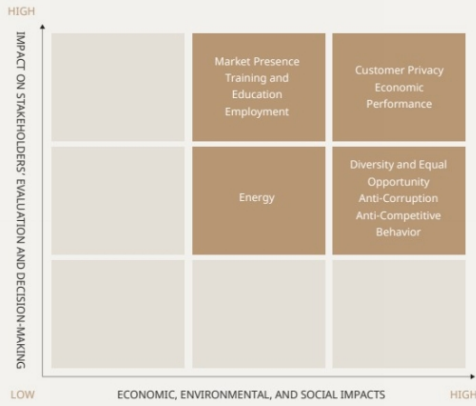 HIGH
IMPACT ON STAKEHOLDERS' EVALUATION AND DECISION-MAKING
Market Presence
Training and
Education
Employment
Customer Privacy
Economic
Performance
Energy
Diversity and Equal
Opportunity
Anti-Corruption
Anti-Competitive
Behavior
LOW
ECONOMIC, ENVIRONMENTAL, AND SOCIAL IMPACTS
HIGH